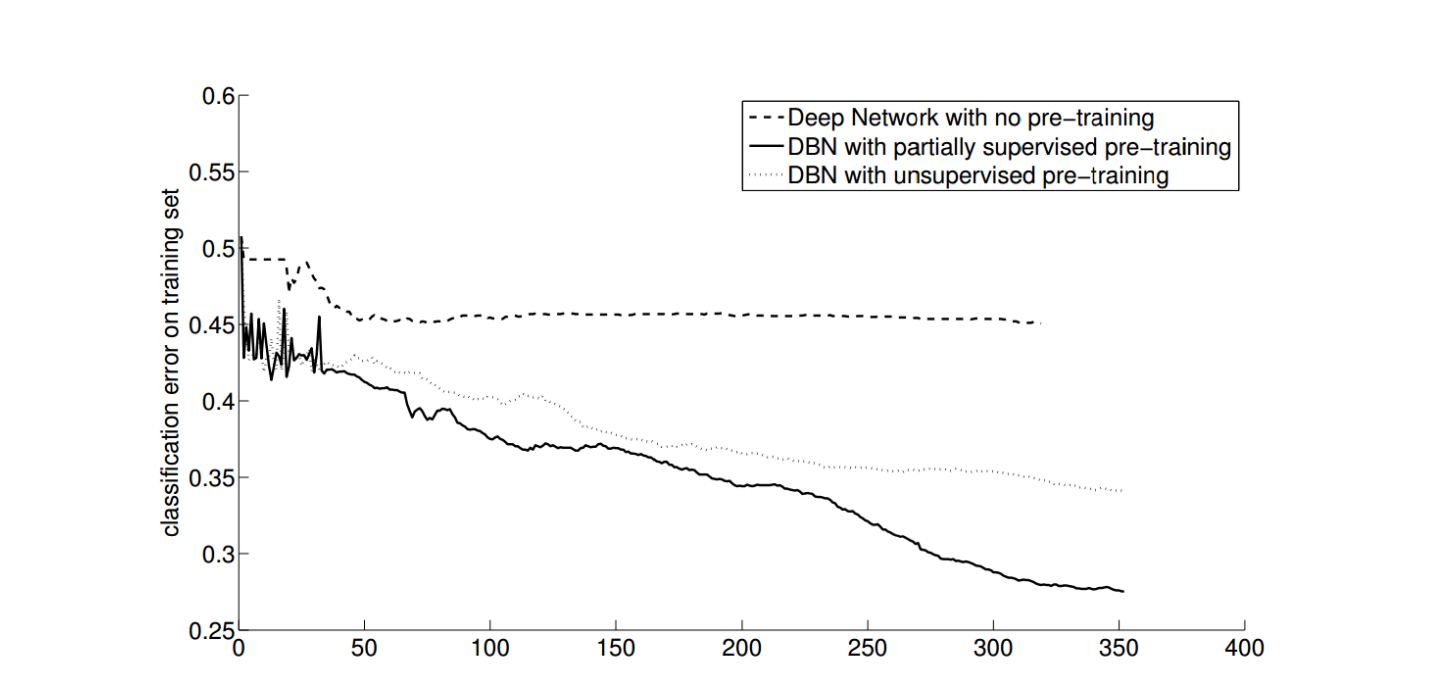 0.6
Deep Network with no pre−training
DBN with partially supervised pre−training
DBN with unsupervised pre−training
0.55
0.5
0.45
0.4
0.35
0.3
0.25
classification error on training set
0 50 100 150 200 250 300 350 400